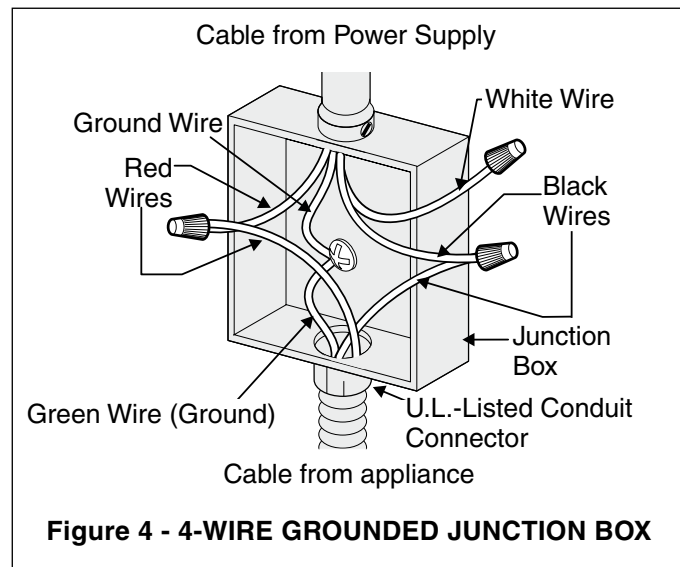 Cable from Power Supply
White Wire
Ground Wire
Red
Wires
Black
Wires
Junction
Box
Green Wire (Ground)
U.L.-Listed Conduit
Connector
Cable from appliance
Figure 4 - 4-WIRE GROUNDED JUNCTION BOX